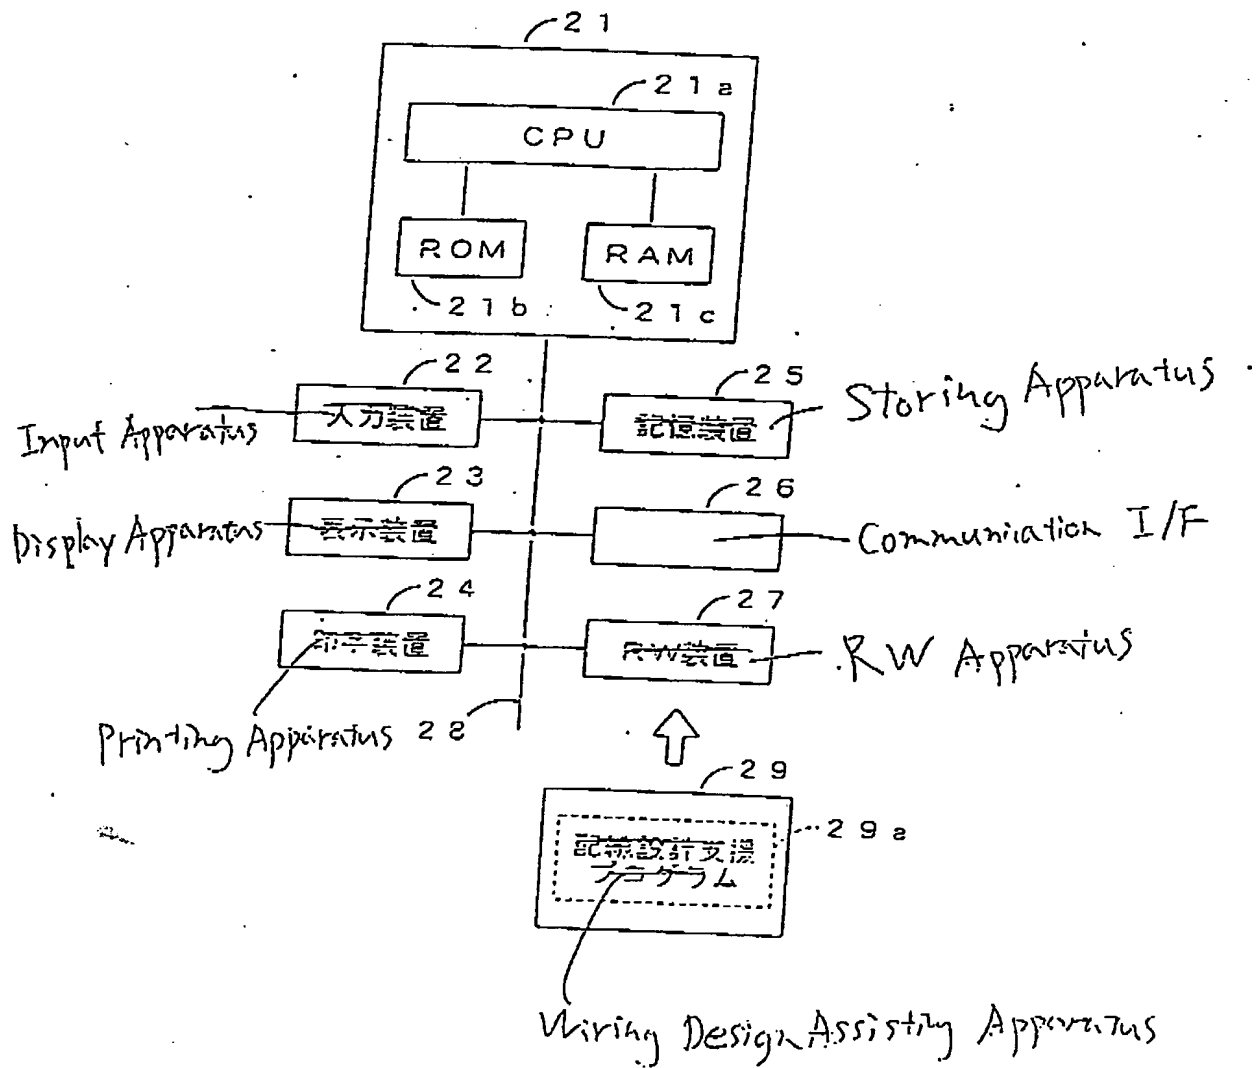 21
21a
CPU
ROM
RAM
21b
21c
22
25
入力装置
記憶装置
Storing Apparatus
Input Apparatus
23
26
Display Apparatus
表示装置
Communication I/F
24
27
印字装置
RW装置
RW Apparatus
Printing Apparatus
28
29
29a
配線設計支援
プログラム
Wiring Design Assisting Apparatus